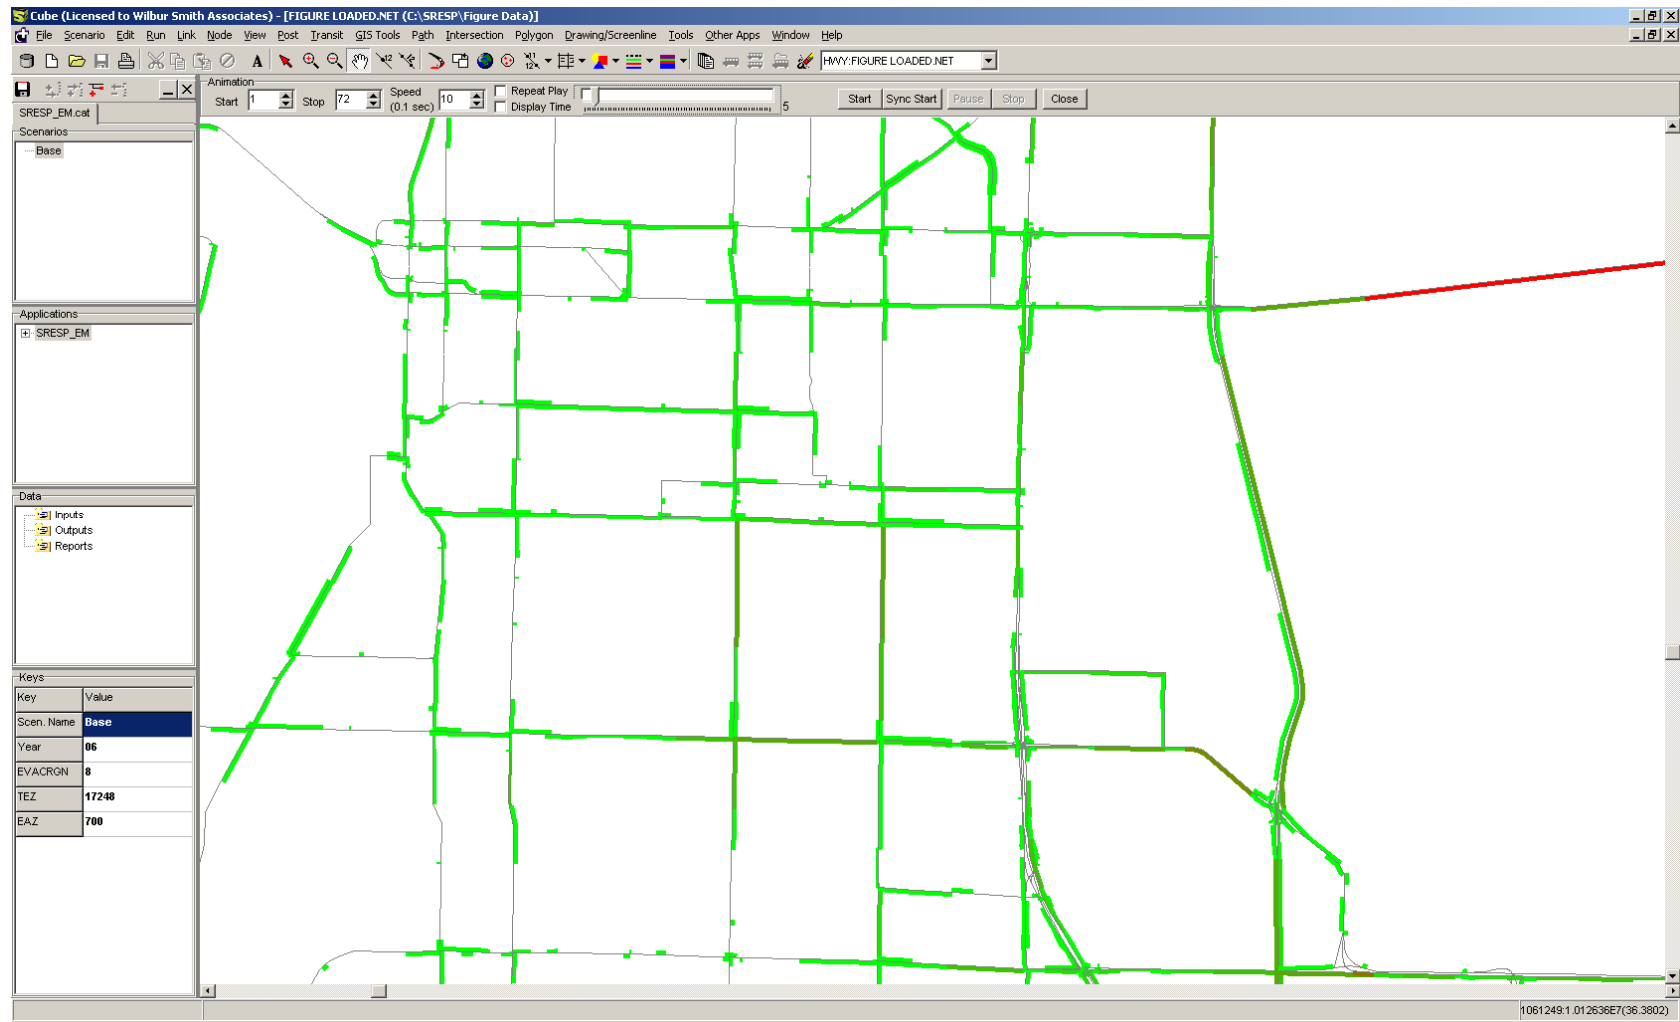 Cube (Licensed to Wilbur Smith Associates) - [FIGURE LOADED.NET (C:\SRESP\Figure Data)]
File Scenario Edit Run Link Node View Post Transit GIS Tools Path Intersection Polygon Drawing/Screenline Tools Other Apps Window Help
A HWY:FIGURE LOADED.NET
Animation
Start 1 Stop 72 Speed (0.1 sec) 10 Repeat Play Display Time 5 Start Sync Start Pause Stop Close
SRESP_EM.cat
Scenarios
Base
Applications
SRESP_EM
Data
Inputs
Outputs
Reports
Keys
Key Value
Scen. Name Base
Year 06
EVACRGN 8
TEZ 17248
EAZ 700
1061249:1.012636E7(36.3802)